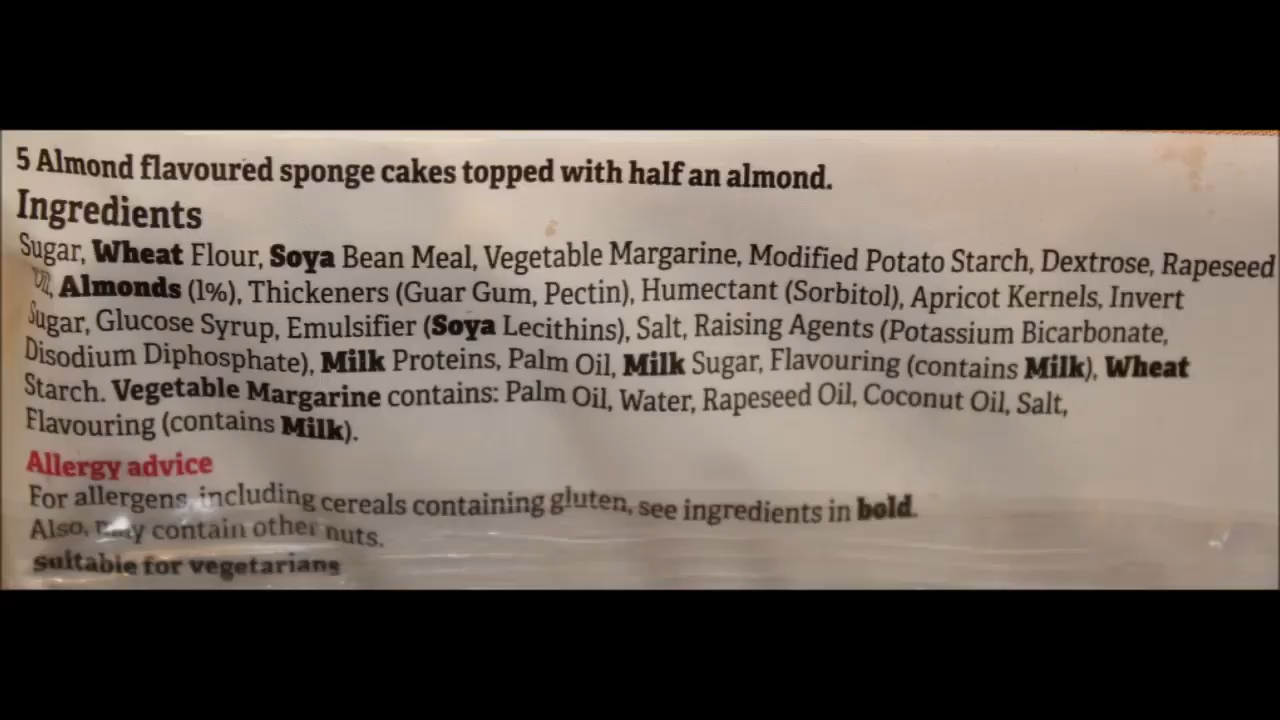 5 Almond flavoured sponge cakes topped with half an almond.
Ingredients
Sugar, Wheat Flour, Soya Bean Meal, Vegetable Margarine, Modified Potato Starch, Dextrose, Rapeseed
Oil, Almonds (1%), Thickeners (Guar Gum, Pectin), Humectant (Sorbitol), Apricot Kernels, Invert
Sugar, Glucose Syrup, Emulsifier (Soya Lecithins), Salt, Raising Agents (Potassium Bicarbonate,
Disodium Diphosphate), Milk Proteins, Palm Oil, Milk Sugar, Flavouring (contains Milk), Wheat
Starch. Vegetable Margarine contains: Palm Oil, Water, Rapeseed Oil, Coconut Oil, Salt,
Flavouring (contains Milk).
Allergy advice
For allergens, including cereals containing gluten, see ingredients in bold.
Also, may contain other nuts.
suitable for vegetarians